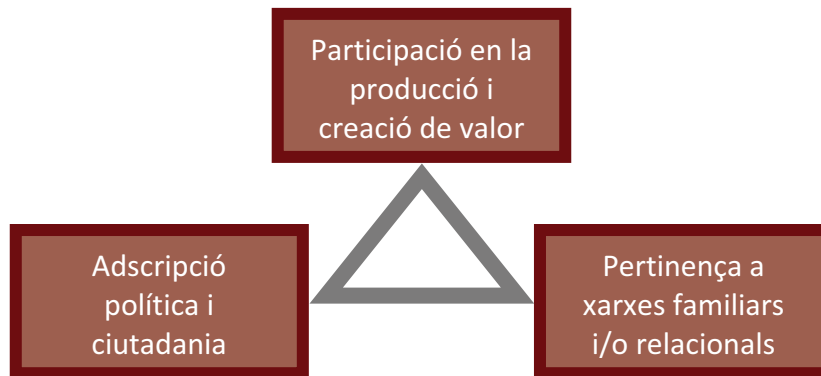 Participació en la
producció i
creació de valor
Adscripció
política i
ciutadania
Pertinença a
xarxes familiars
i/o relacionals